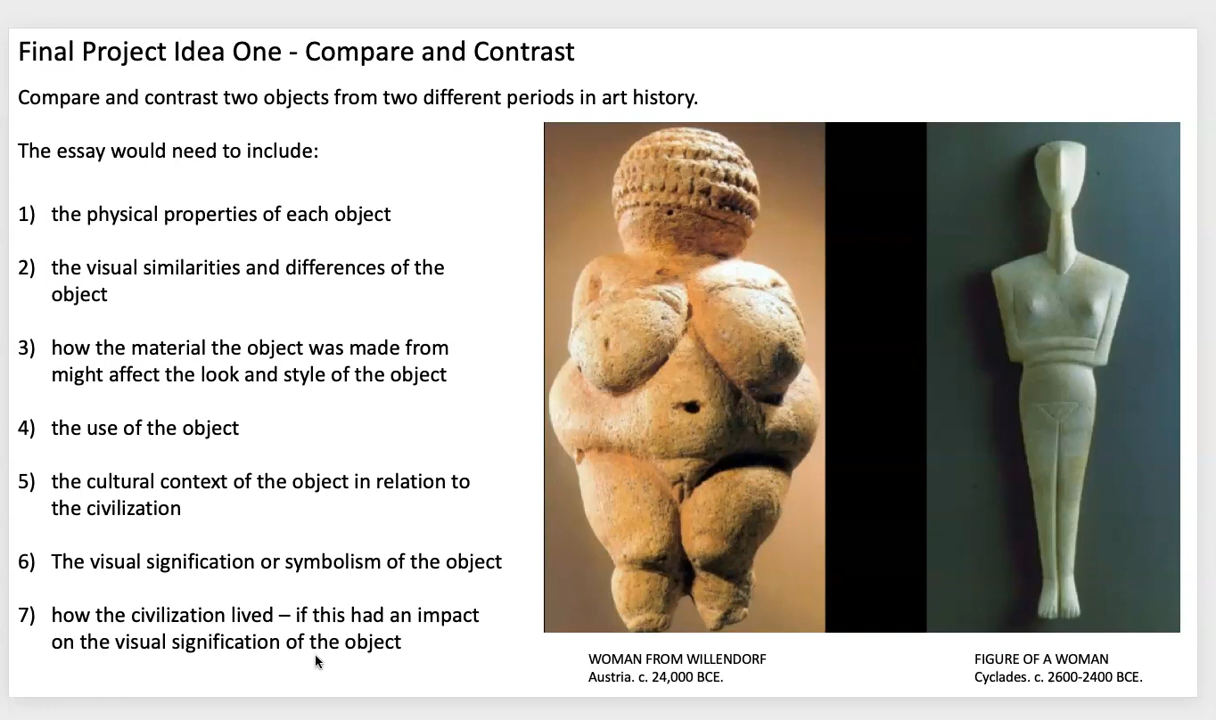 Final Project Idea One - Compare and Contrast
Compare and contrast two objects from two different periods in art history.
The essay would need to include:
1) the physical properties of each object
2) the visual similarities and differences of the
object
3) how the material the object was made from
might affect the look and style of the object
4) the use of the object
5) the cultural context of the object in relation to
the civilization
6) The visual signification or symbolism of the object
7) how the civilization lived – if this had an impact
on the visual signification of the object
WOMAN FROM WILLENDORF
Austria. c. 24,000 BCE.
FIGURE OF A WOMAN
Cyclades. c. 2600-2400 BCE.